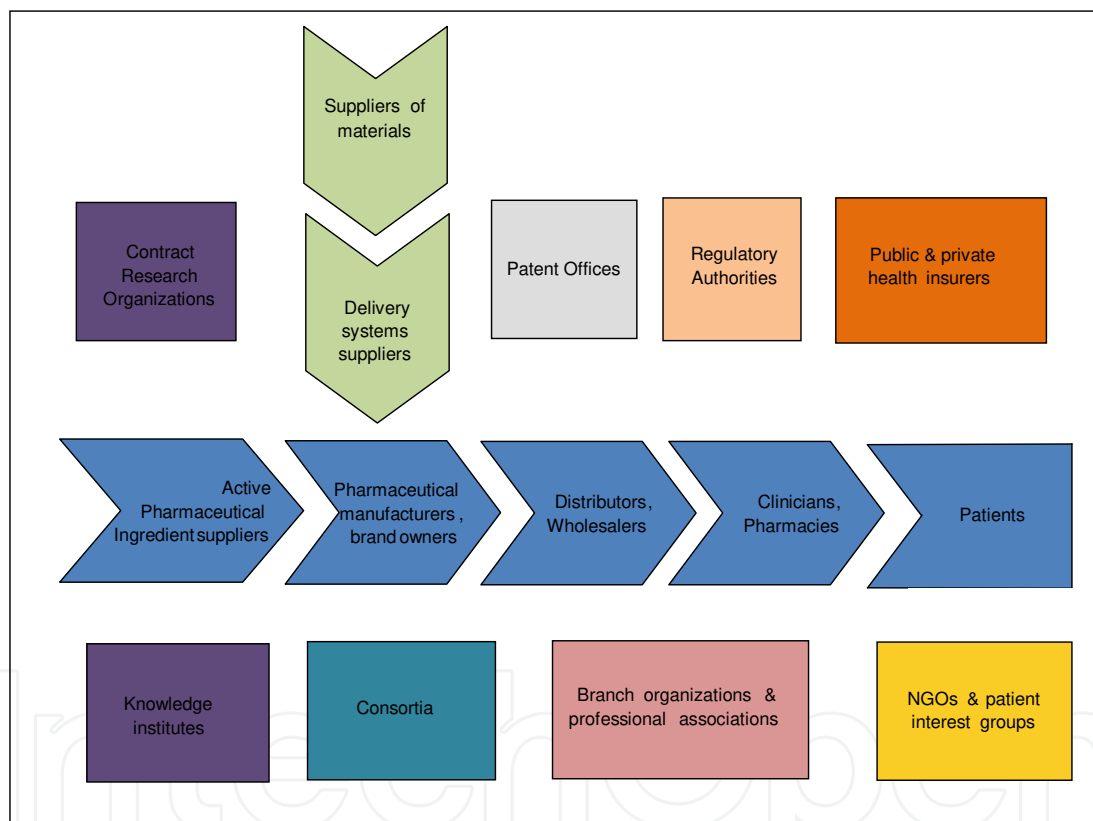 Suppliers of
materials
Contract
Research
Organizations
Delivery
systems
suppliers
Patent Offices
Regulatory
Authorities
Public & private
health insurers
Active
Pharmaceutical
Ingredient suppliers
Pharmaceutical
manufacturers ,
brand owners
Distributors,
Wholesalers
Clinicians,
Pharmacies
Patients
Knowledge
institutes
Consortia
Branch organizations &
professional associations
NGOs & patient
interest groups